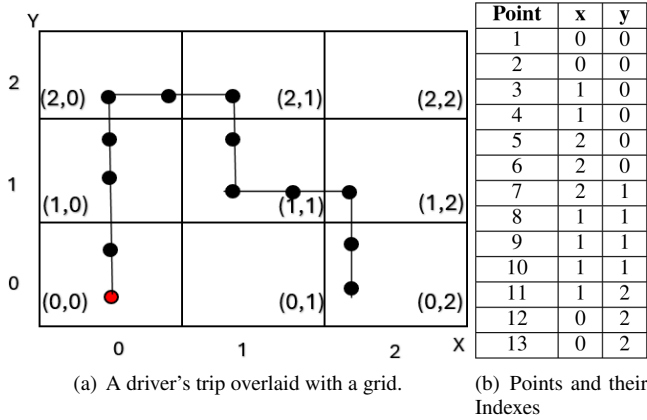 Y
2
(2,0)
(2,1)
(2,2)
1
(1,0)
(1,1)
(1,2)
0
(0,0)
(0,1)
(0,2)
0
1
2
X
(a) A driver's trip overlaid with a grid.
Point x y
1 0 0
2 0 0
3 1 0
4 1 0
5 2 0
6 2 0
7 2 1
8 1 1
9 1 1
10 1 1
11 1 2
12 0 2
13 0 2
(b) Points and their
Indexes